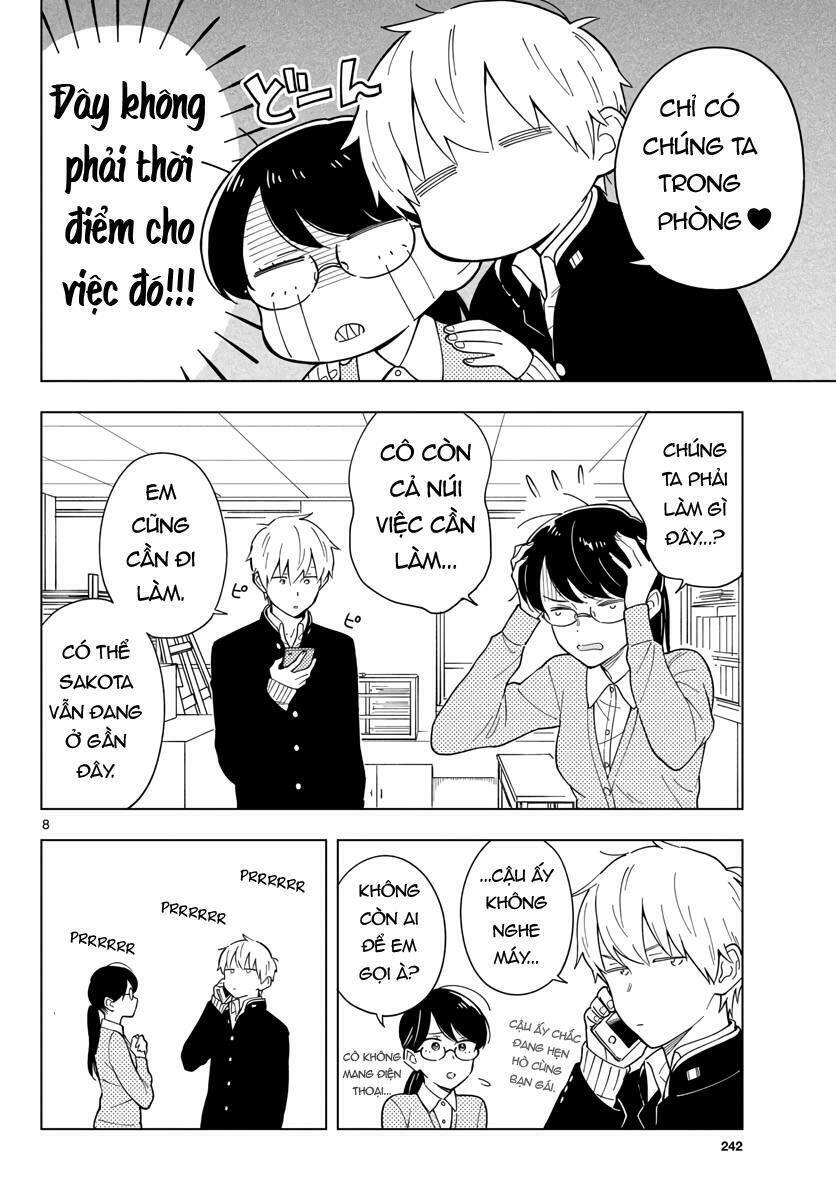 CHỈ CÓ
CHÚNG TA
TRONG
PHÒNG♥
どーん
Đây không
phải thời
điểm cho
việc đó!!!
CHÚNG
TA PHẢI
LÀM GÌ
ĐÂY...?
CÔ CÒN
CẢ NÚI
VIỆC CẦN
LÀM...
ピ
ピ
EM
CŨNG
CẦN ĐI
LÀM.
CÓ THỂ
SAKOTA
VẪN ĐANG
Ở GẦN
ĐÂY.
8
PRRRRRR
PRRRRRR
PRRRRRR
...CẬU ẤY
KHÔNG
NGHE
MÁY...
CẬU ẤY CHẮC
ĐANG HẸN
HÒ CÙNG
BẠN GÁI.
KHÔNG
CÒN AI
ĐỂ EM
GỌI À?
CÔ KHÔNG
MANG ĐIỆN
THOẠI...
242